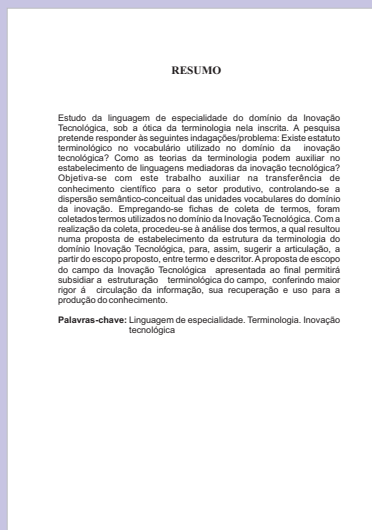 RESUMO
Estudo da linguagem de especialidade do domínio da Inovação
Tecnológica, sob a ótica da terminologia nela inscrita. A pesquisa
pretende responder às seguintes indagações/problema: Existe estatuto
terminológico no vocabulário utilizado no domínio da inovação
tecnológica? Como as teorias da terminologia podem auxiliar no
estabelecimento de linguagens mediadoras da inovação tecnológica?
Objetiva-se com este trabalho auxiliar na transferência de
conhecimento científico para o setor produtivo, controlando-se a
dispersão semântico-conceitual das unidades vocabulares do domínio
da inovação. Empregando-se fichas de coleta de termos, foram
coletados termos utilizados no domínio da Inovação Tecnológica. Com a
realização da coleta, procedeu-se à análise dos termos, a qual resultou
numa proposta de estabelecimento da estrutura da terminologia do
domínio Inovação Tecnológica, para, assim, sugerir a articulação, a
partir do escopo proposto, entre termo e descritor. A proposta de escopo
do campo da Inovação Tecnológica apresentada ao final permitirá
subsidiar a estruturação terminológica do campo, conferindo maior
rigor á circulação da informação, sua recuperação e uso para a
produção do conhecimento.
Palavras-chave: Linguagem de especialidade. Terminologia. Inovação
tecnológica